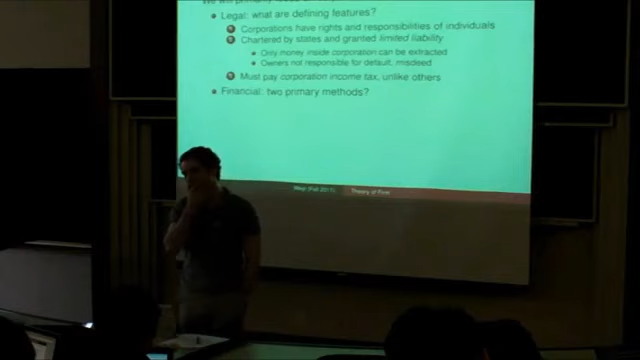 Legal: what are defining features?
Corporations have rights and responsibilities of individuals
Chartered by states and granted limited liability
Only money inside corporation can be extracted
Owners not responsible for default, misdeed
Must pay corporation income tax, unlike others
Financial: two primary methods?
(Fall 2011) Theory of Firm